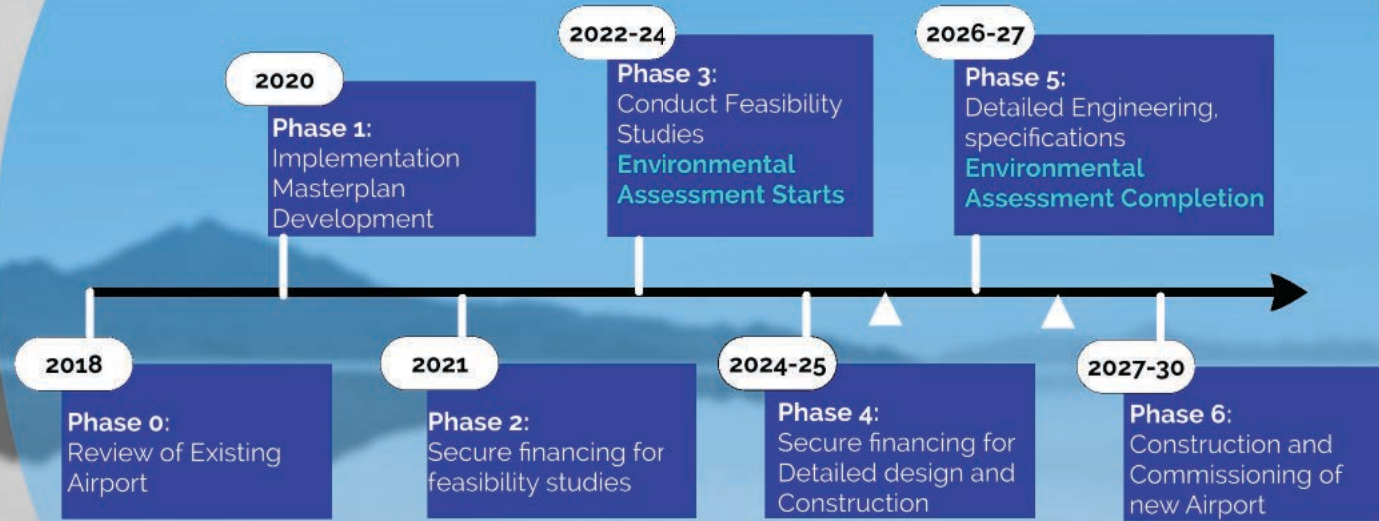 2018
Phase 0:
Review of Existing
Airport
2020
Phase 1:
Implementation
Masterplan
Development
2021
Phase 2:
Secure financing for
feasibility studies
2022-24
Phase 3:
Conduct Feasibility
Studies
Environmental
Assessment Starts
2024-25
Phase 4:
Secure financing for
Detailed design and
Construction
2026-27
Phase 5:
Detailed Engineering,
specifications
Environmental
Assessment Completion
2027-30
Phase 6:
Construction and
Commissioning of
new Airport